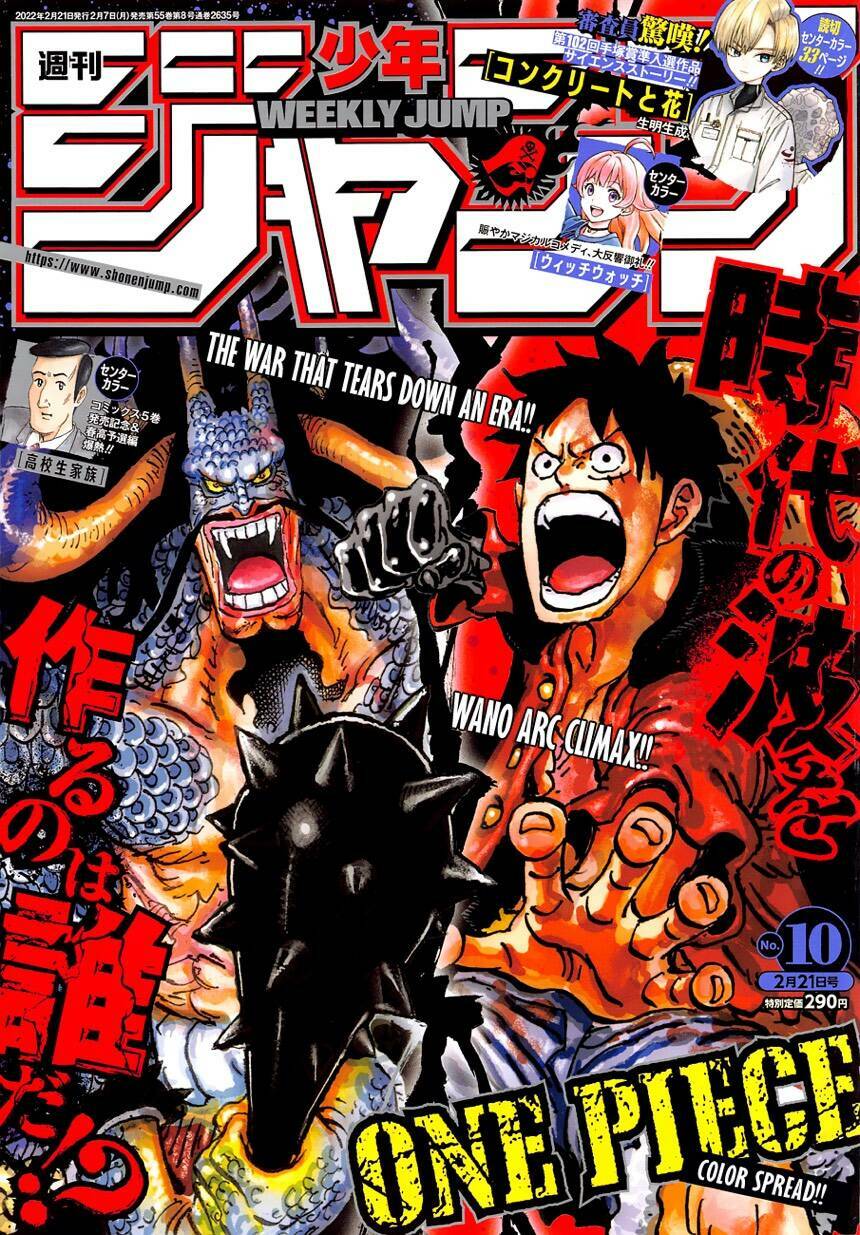 2022年2月21日発行 2月7日(月)発売第55巻第8号通巻2635号
週刊
少年
ジャンプ
WEEKLY JUMP
https://www.shonenjump.com
審査員驚嘆!!
第102回手塚賞準入選作品
サイエンスストーリー!!
[コンクリートと花]
生明生成
読切
センターカラー
33ページ
!!
センター
カラー
賑やかマジカルコメディ、大反響御礼!!
[ウィッチウォッチ]
センター
カラー
コミックス5巻
発売記念&
春高予選編
爆熱!!
[高校生家族]
THE WAR THAT TEARS DOWN AN ERA!!
時代の波を
作るのは誰だ!?
WANO ARC CLIMAX!!
No.10
2月21日号
特別定価290円
ONE PIECE
COLOR SPREAD!!